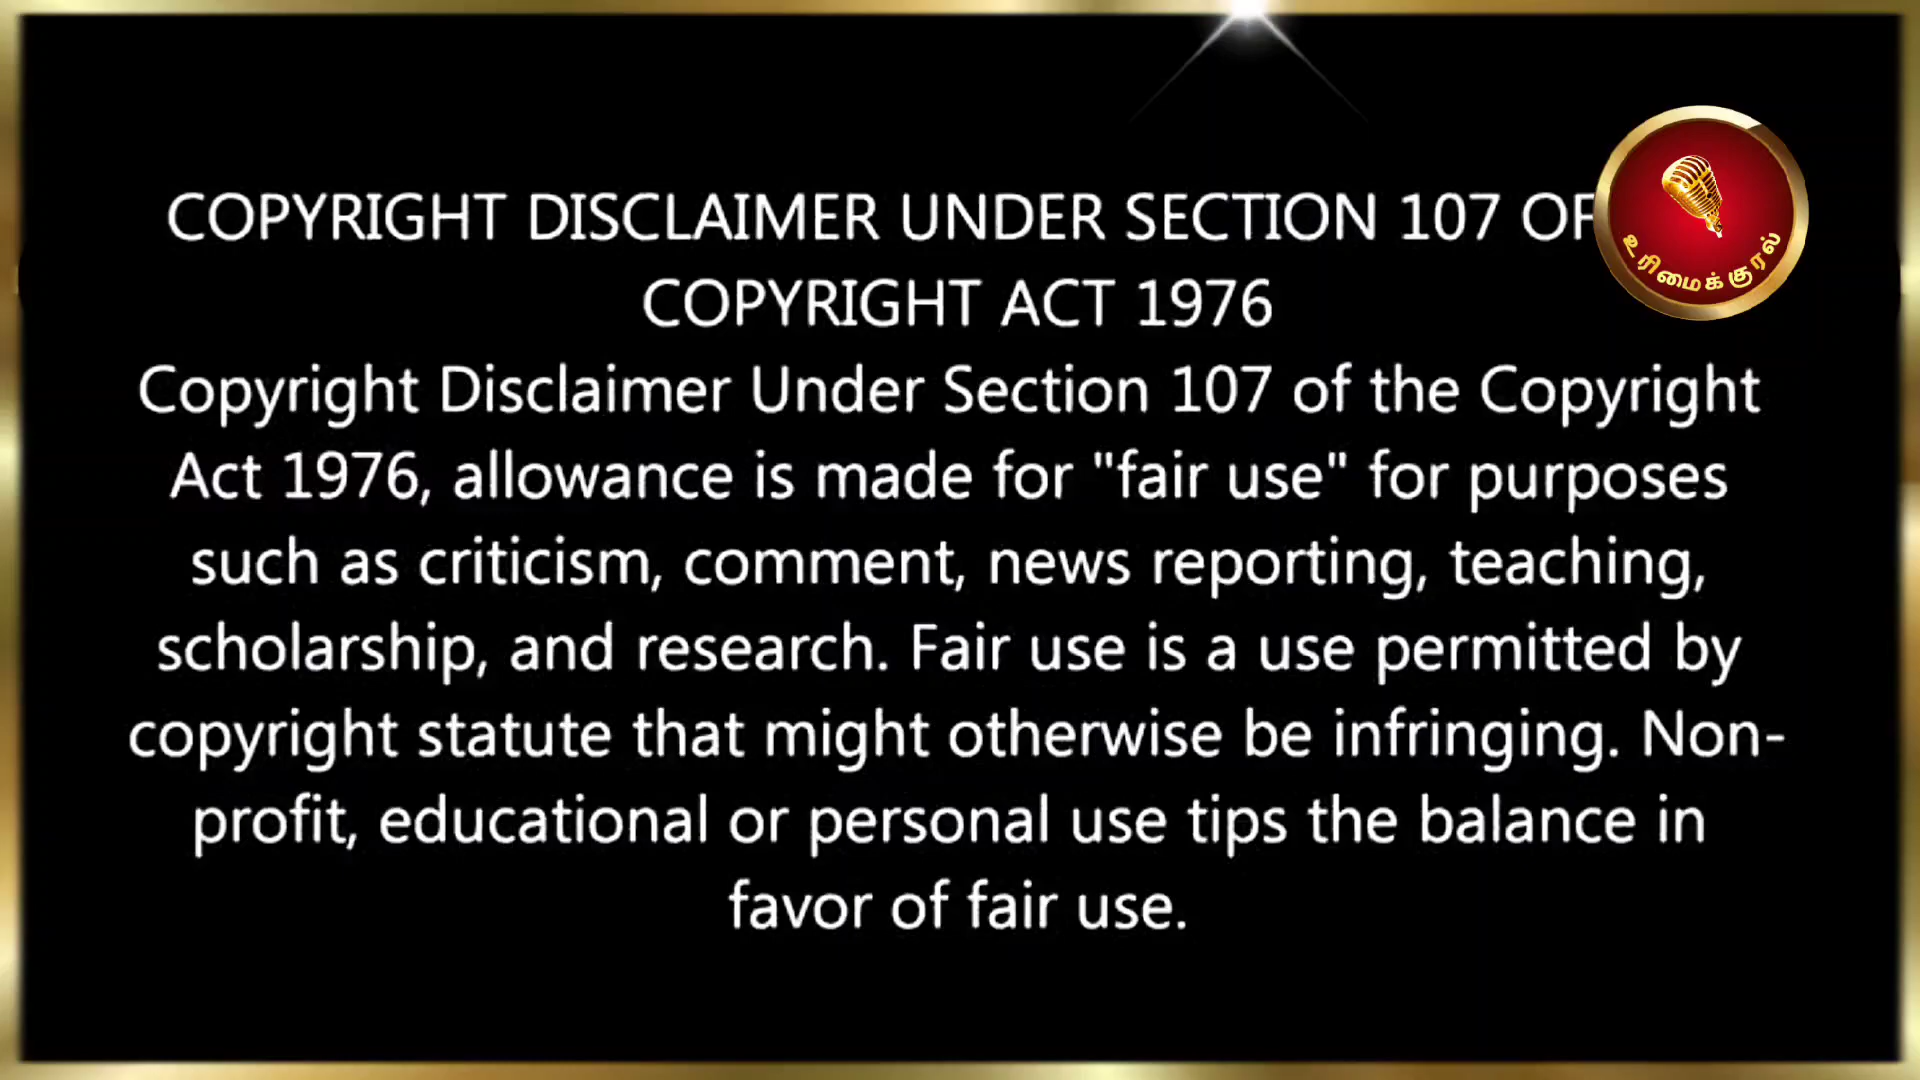 COPYRIGHT DISCLAIMER UNDER SECTION 107 OF
COPYRIGHT ACT 1976
Copyright Disclaimer Under Section 107 of the Copyright
Act 1976, allowance is made for "fair use" for purposes
such as criticism, comment, news reporting, teaching,
scholarship, and research. Fair use is a use permitted by
copyright statute that might otherwise be infringing. Non-
profit, educational or personal use tips the balance in
favor of fair use.
உரிமைக்குரல்